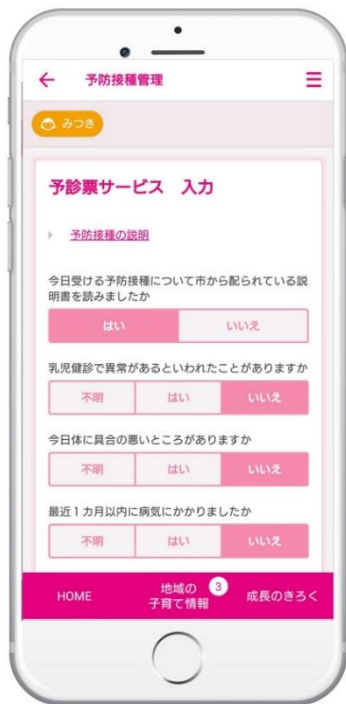 予防接種管理
みつき
予診票サービス　入力
予防接種の説明
今日受ける予防接種について市から配られている説
明書を読みましたか
はい いいえ
乳児健診で異常があるといわれたことがありますか
不明 はい いいえ
今日体に具合の悪いところがありますか
不明 はい いいえ
最近１カ月以内に病気にかかりましたか
不明 はい いいえ
HOME
地域の 3
子育て情報
成長のきろく